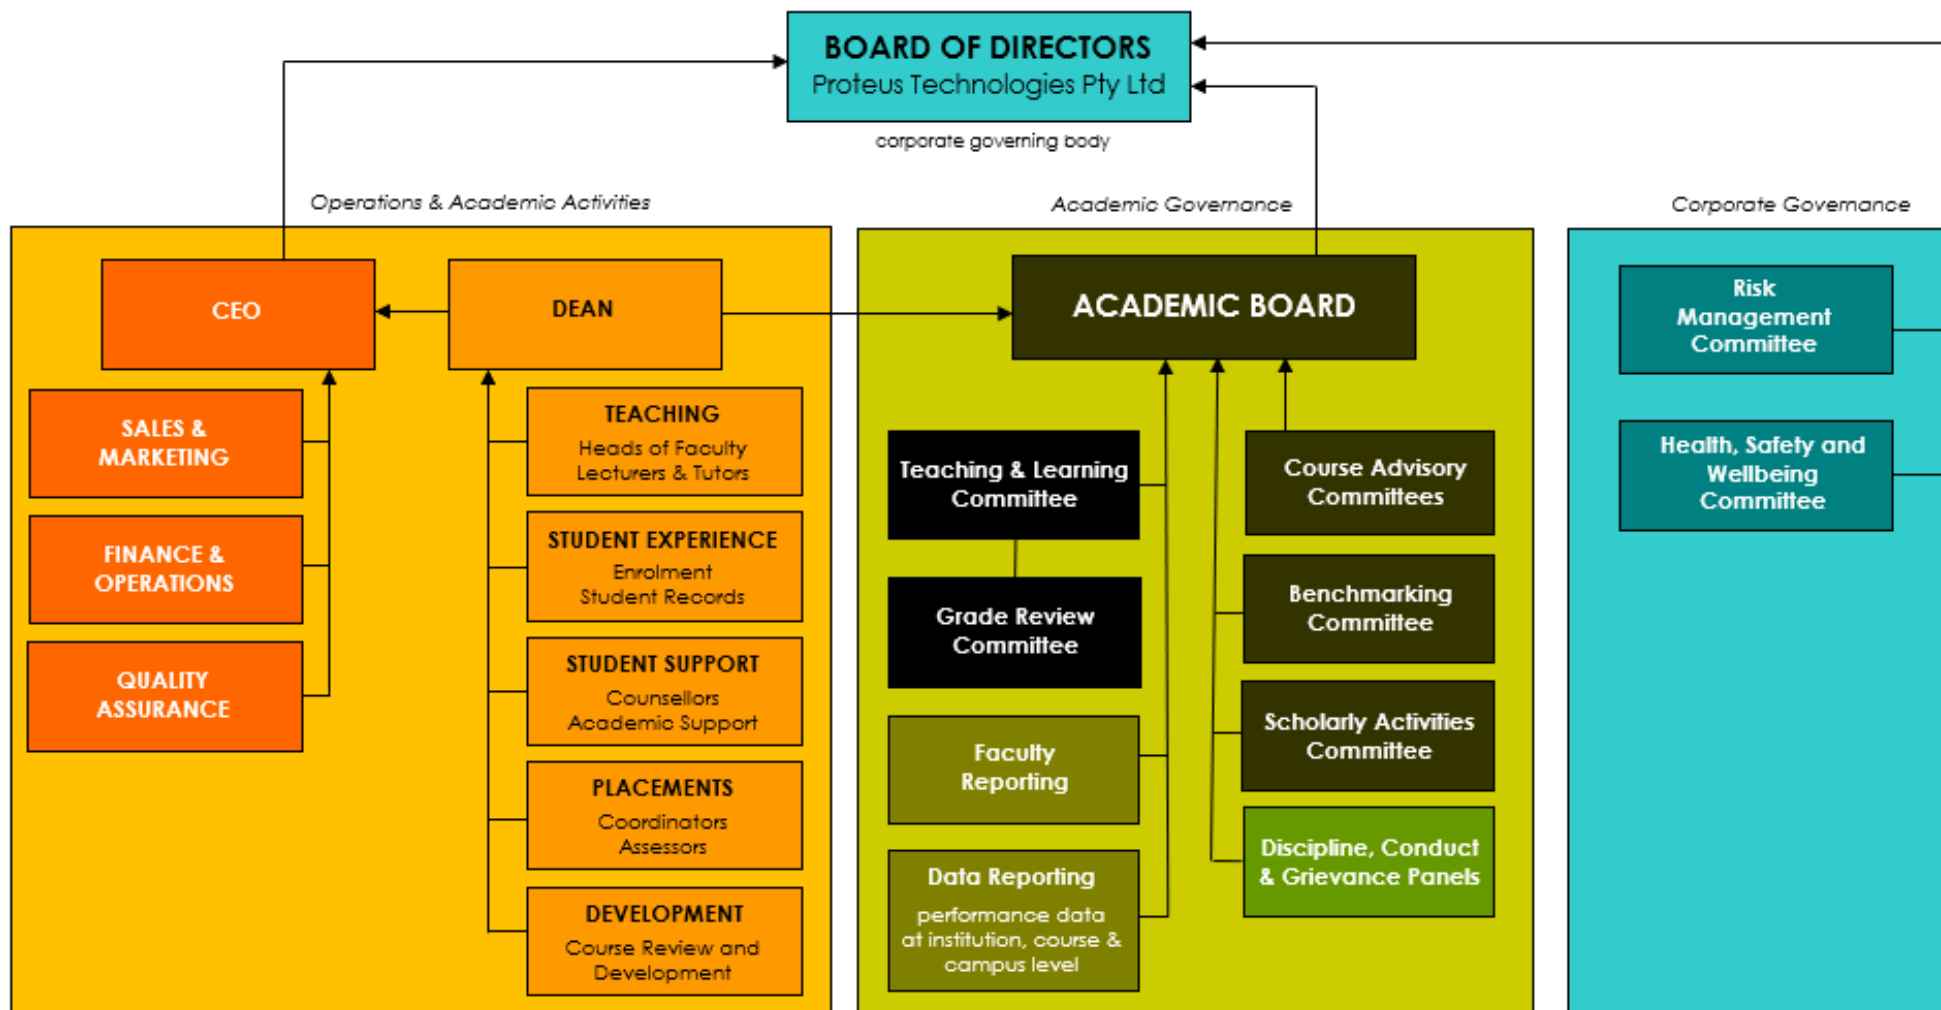 BOARD OF DIRECTORS
Proteus Technologies Pty Ltd
corporate governing body
Operations & Academic Activities
CEO
DEAN
SALES &
MARKETING
FINANCE &
OPERATIONS
QUALITY
ASSURANCE
TEACHING
Heads of Faculty
Lecturers & Tutors
STUDENT EXPERIENCE
Enrolment
Student Records
STUDENT SUPPORT
Counsellors
Academic Support
PLACEMENTS
Coordinators
Assessors
DEVELOPMENT
Course Review and
Development
Academic Governance
ACADEMIC BOARD
Teaching & Learning
Committee
Grade Review
Committee
Faculty
Reporting
Data Reporting
performance data
at institution, course &
campus level
Course Advisory
Committees
Benchmarking
Committee
Scholarly Activities
Committee
Discipline, Conduct
& Grievance Panels
Corporate Governance
Risk
Management
Committee
Health, Safety and
Wellbeing
Committee